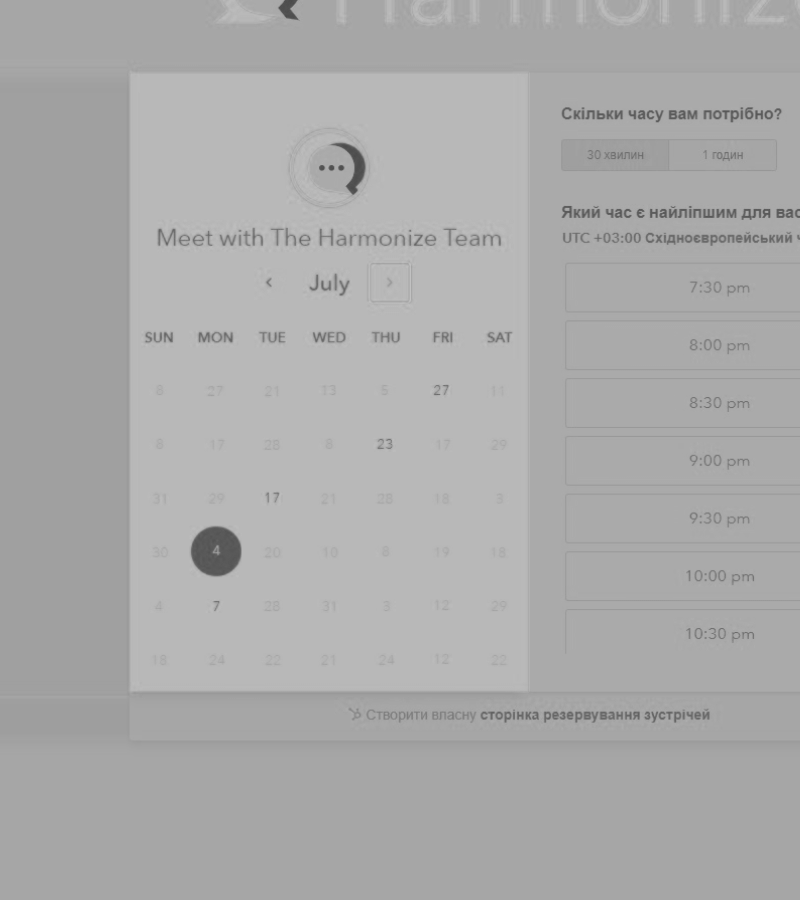 Harmonize
Meet with The Harmonize Team
July
SUN MON TUE WED THU FRI SAT
6 27 21 13 5 27 11
8 17 28 8 23 17 29
31 29 17 21 28 18 3
30 4 20 18 8 19 18
4 7 28 31 3 12 29
18 24 22 21 24 12 22
Скільки часу вам потрібно?
30 хвилин 1 годин
Який час є найліпшим для вас
UTC +03:00 Східноєвропейський
7:30 pm
8:00 pm
8:30 pm
9:00 pm
9:30 pm
10:00 pm
10:30 pm
Створити власну сторінка резервування зустрічей